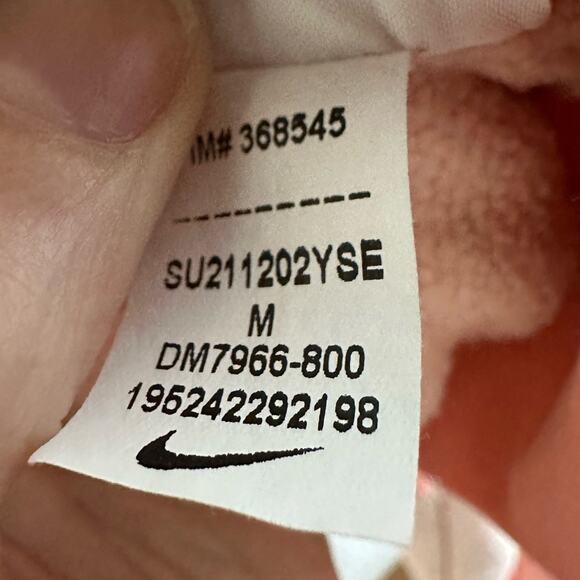 M# 368545
---------
SU211202YSE
M
DM7966-800
195242292198